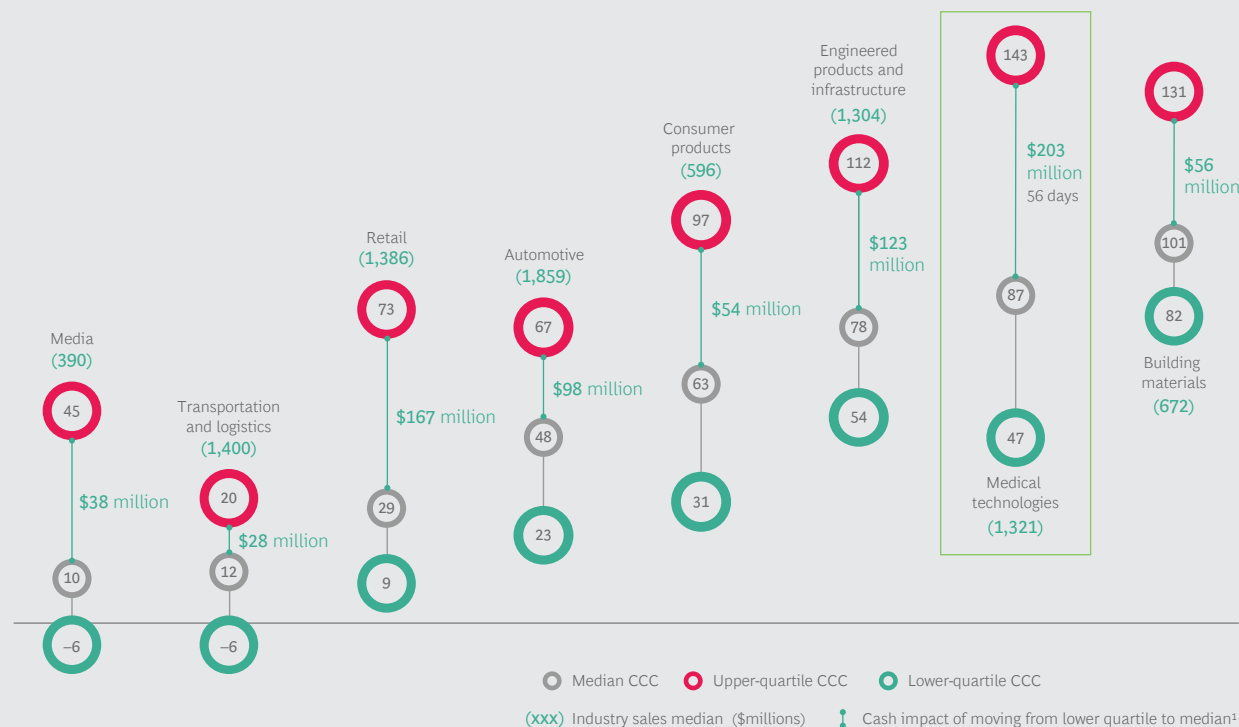 Media
(390)
45
$38 million
10
–6
Transportation
and logistics
(1,400)
20
$28 million
12
–6
Retail
(1,386)
73
$167 million
29
9
Automotive
(1,859)
67
$98 million
48
23
Consumer
products
(596)
97
$54 million
63
31
Engineered
products and
infrastructure
(1,304)
112
$123
million
78
54
143
$203
million
56 days
87
47
Medical
technologies
(1,321)
131
$56
million
101
82
Building
materials
(672)
Median CCC
Upper-quartile CCC
Lower-quartile CCC
(xxx) Industry sales median ($millions)
Cash impact of moving from lower quartile to median¹